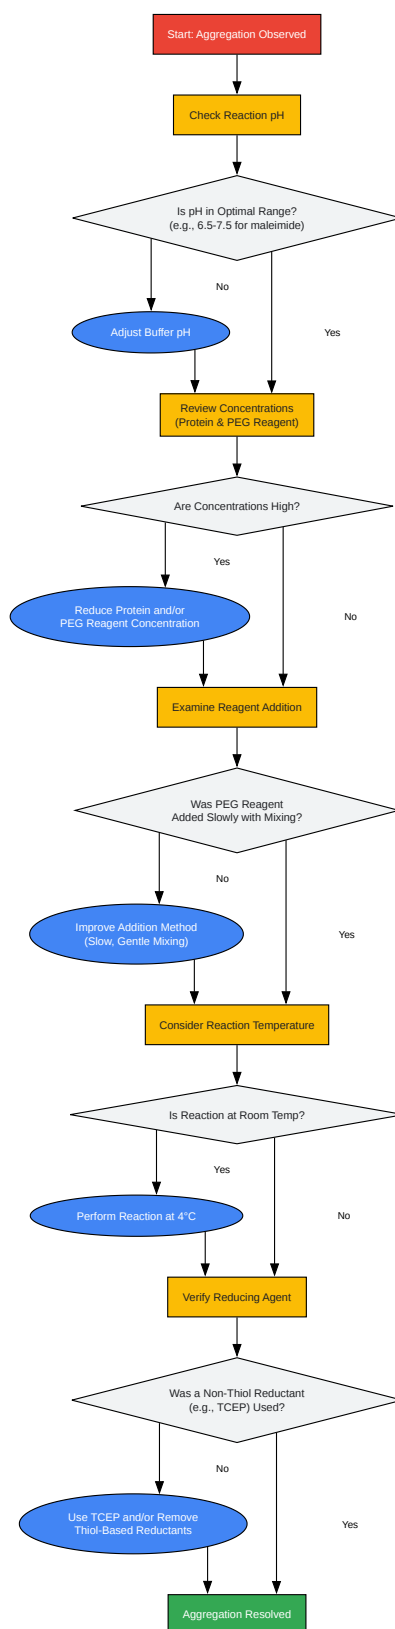 Start: Aggregation Observed
Check Reaction pH
Is pH in Optimal Range?
(e.g., 6.5-7.5 for maleimide)
No
Adjust Buffer pH
Yes
Review Concentrations
(Protein & PEG Reagent)
Are Concentrations High?
Yes
Reduce Protein and/or
PEG Reagent Concentration
No
Examine Reagent Addition
Was PEG Reagent
Added Slowly with Mixing?
No
Improve Addition Method
(Slow, Gentle Mixing)
Yes
Consider Reaction Temperature
Is Reaction at Room Temp?
Yes
Perform Reaction at 4°C
No
Verify Reducing Agent
Was a Non-Thiol Reductant
(e.g., TCEP) Used?
No
Use TCEP and/or Remove
Thiol-Based Reductants
Yes
Aggregation Resolved